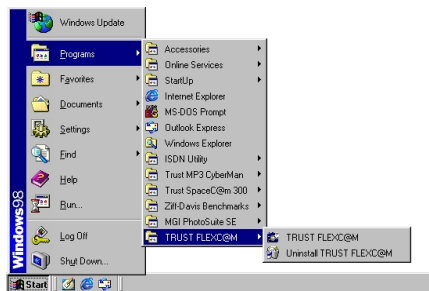 Windows Update
Programs
Favorites
Documents
Settings
Find
Help
Run...
Log Off
Shut Down...
Windows98
Start
Accessories
Online Services
StartUp
Internet Explorer
MS-DOS Prompt
Outlook Express
Windows Explorer
ISDN Utility
Trust MP3 CyberMan
Trust SpaceC@m 300
Ziff-Davis Benchmarks
MGI PhotoSuite SE
TRUST FLEXC@M
TRUST FLEXC@M
Uninstall TRUST FLEXC@M